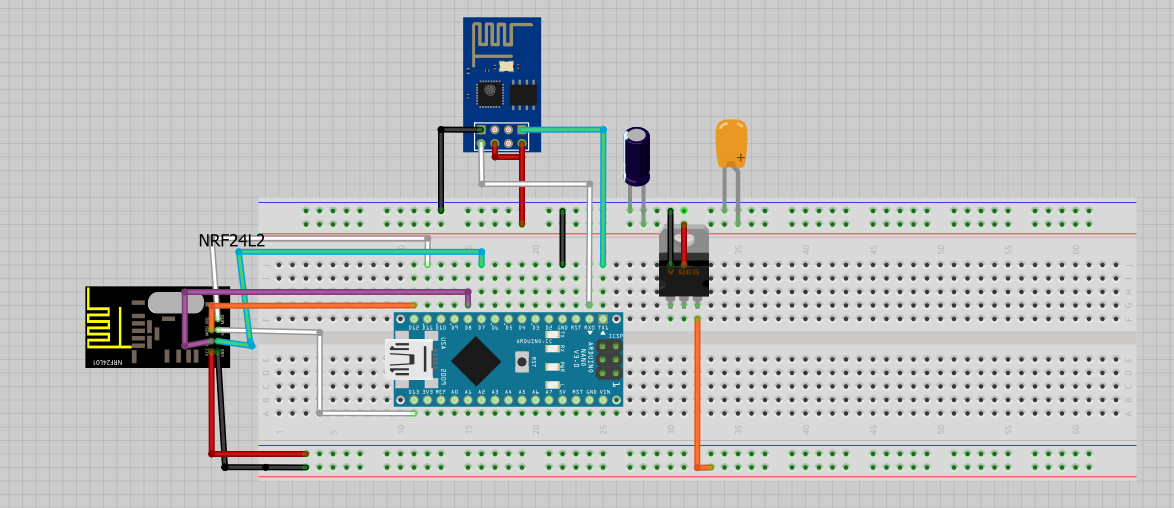 NRF24L2
V REG
NRF24L01
D12 D11 D10 D9 D8 D7 D6 D5 D4 D3 D2 GND RST RX0 TX1
USA
2009
ARDUINO.CC
RST
TX
RX
PWR
L
ARDUINO
NANO
V3.0
ICSP
1
D13 3V3 REF A0 A1 A2 A3 A4 A5 A6 A7 5V RST GND VIN
10 15 20 25 30 35 40 45 50 55 60
J
I
H
G
F
E
D
C
B
A
1 5 10 15 20 25 30 35 40 45 50 55 60